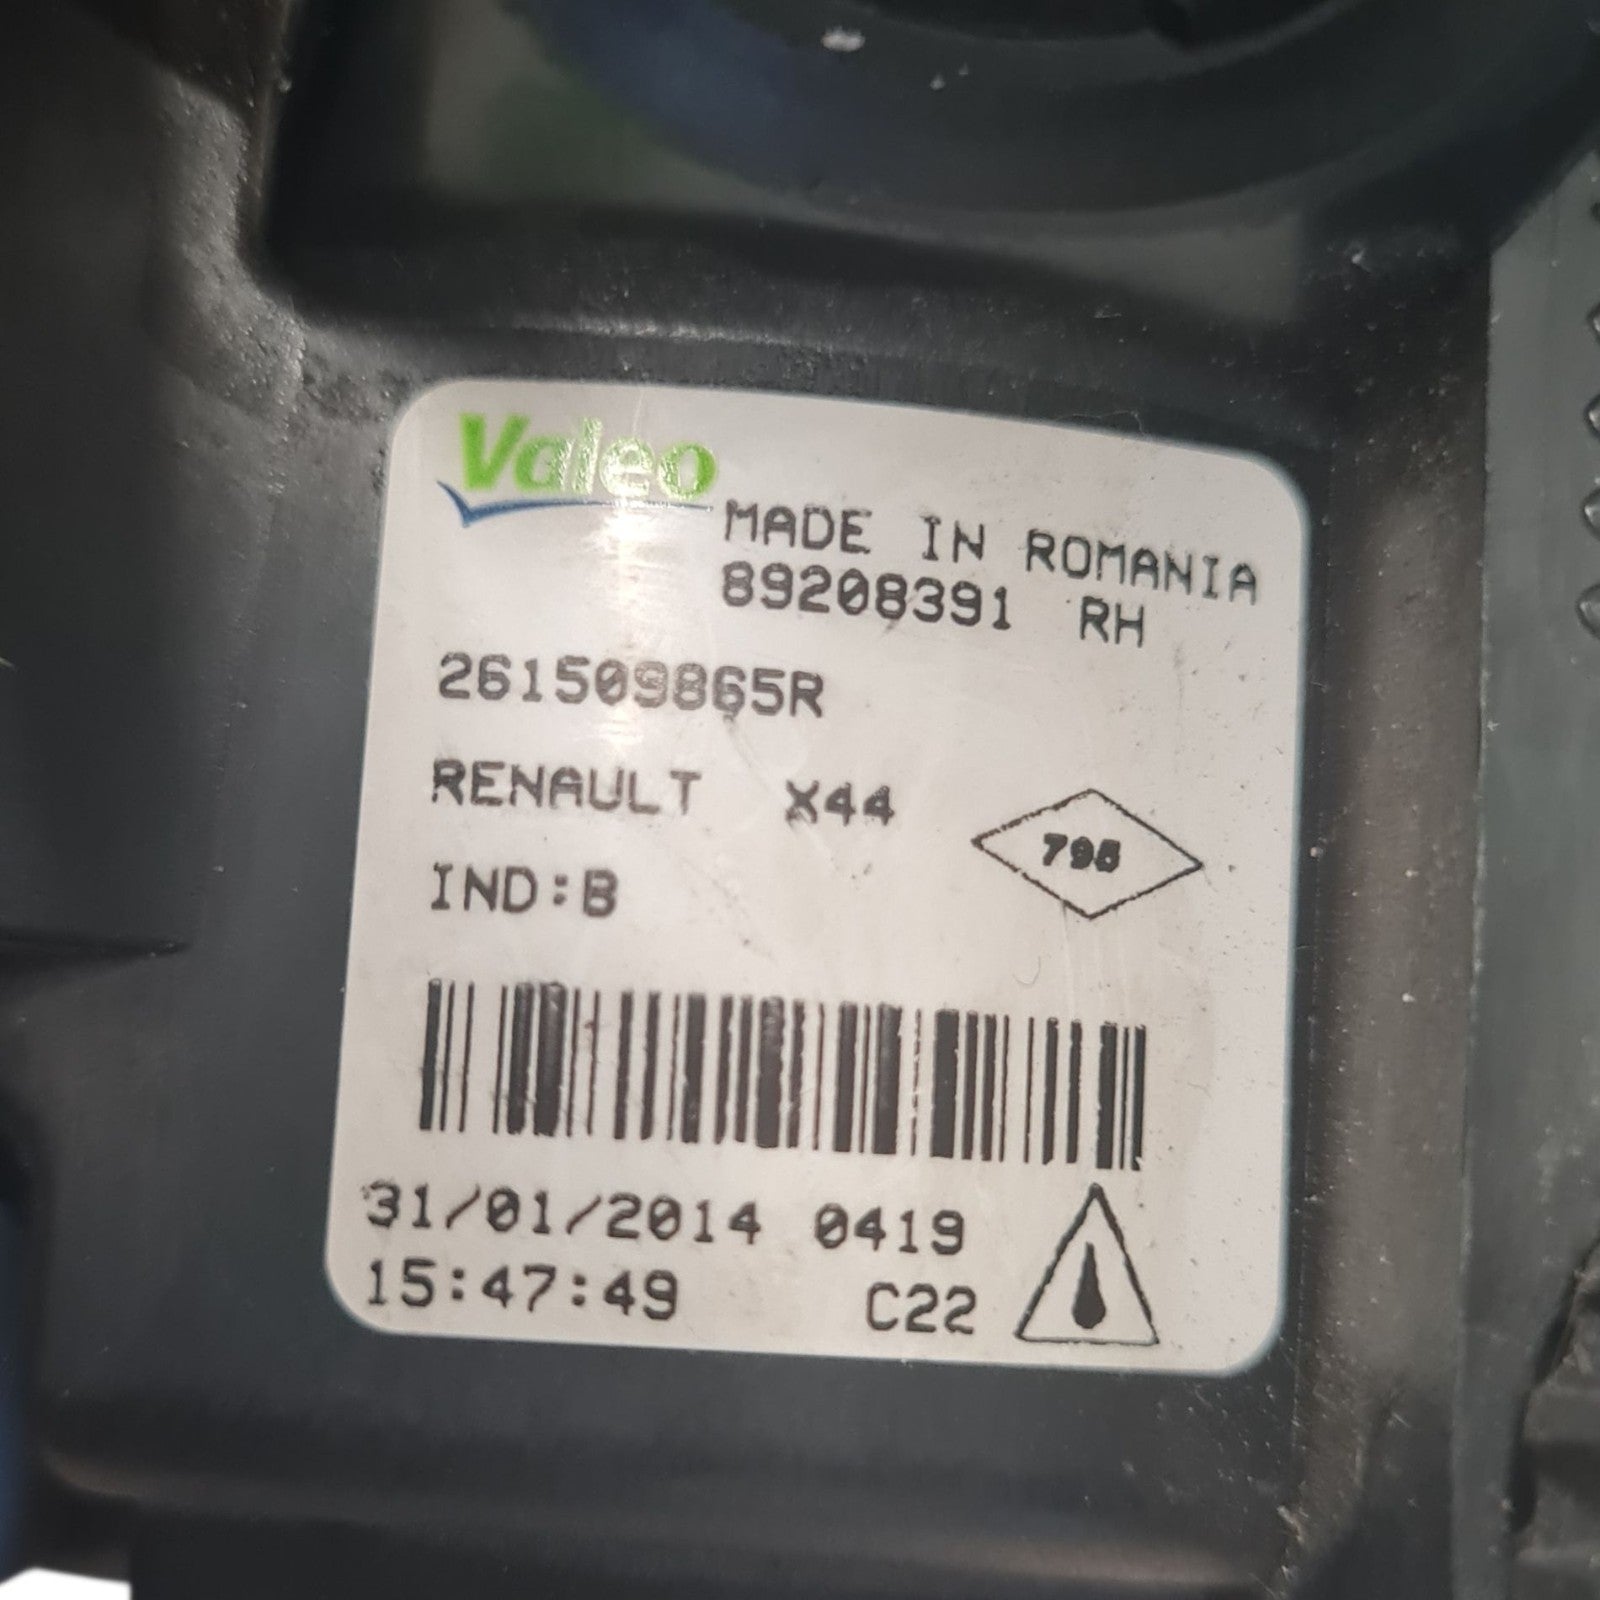 Valeo
MADE IN ROMANIA
89208391 RH
261509865R
RENAULT X44
795
IND:B
31/01/2014 0419
15:47:49 C22